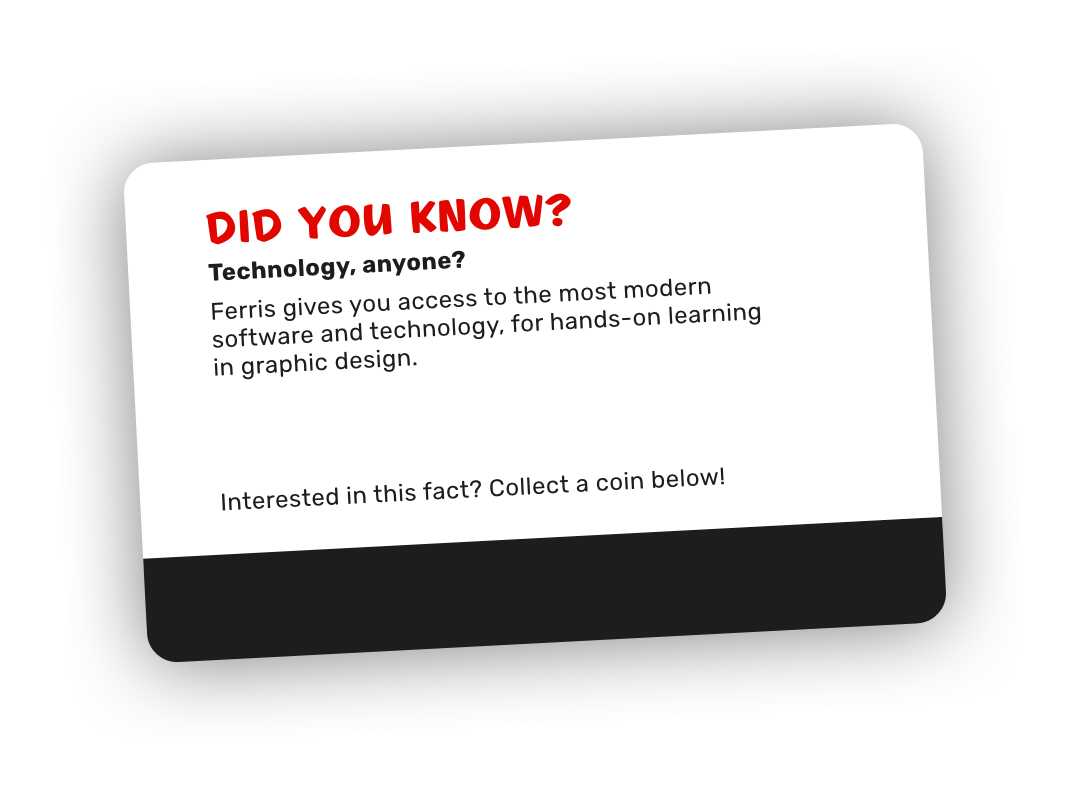 DID YOU KNOW?
Technology, anyone?
Ferris gives you access to the most modern
software and technology, for hands-on learning
in graphic design.
Interested in this fact? Collect a coin below!